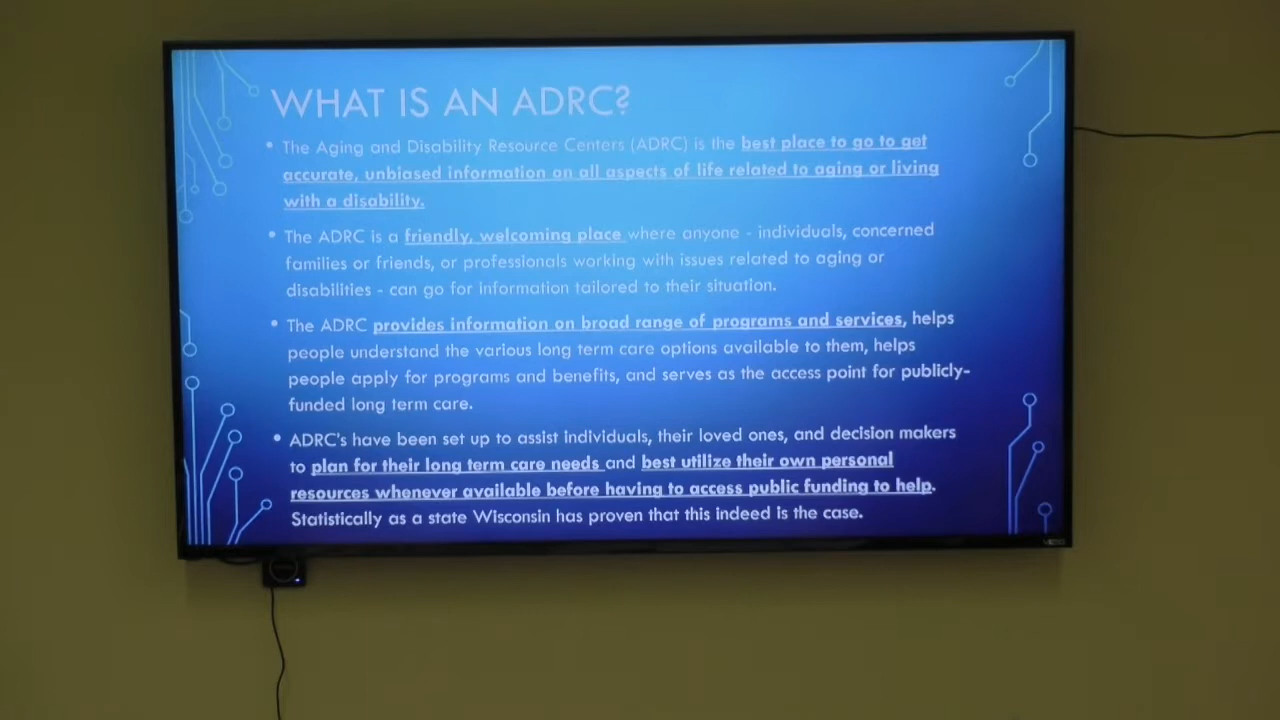 WHAT IS AN ADRC?
• The Aging and Disability Resource Centers (ADRC) is the best place to go to get
accurate, unbiased information on all aspects of life related to aging or living
with a disability.
• The ADRC is a friendly, welcoming place where anyone - individuals, concerned
families or friends, or professionals working with issues related to aging or
disabilities - can go for information tailored to their situation.
• The ADRC provides information on broad range of programs and services, helps
people understand the various long term care options available to them, helps
people apply for programs and benefits, and serves as the access point for publicly-
funded long term care.
• ADRC's have been set up to assist individuals, their loved ones, and decision makers
to plan for their long term care needs and best utilize their own personal
resources whenever available before having to access public funding to help.
Statistically as a state Wisconsin has proven that this indeed is the case.